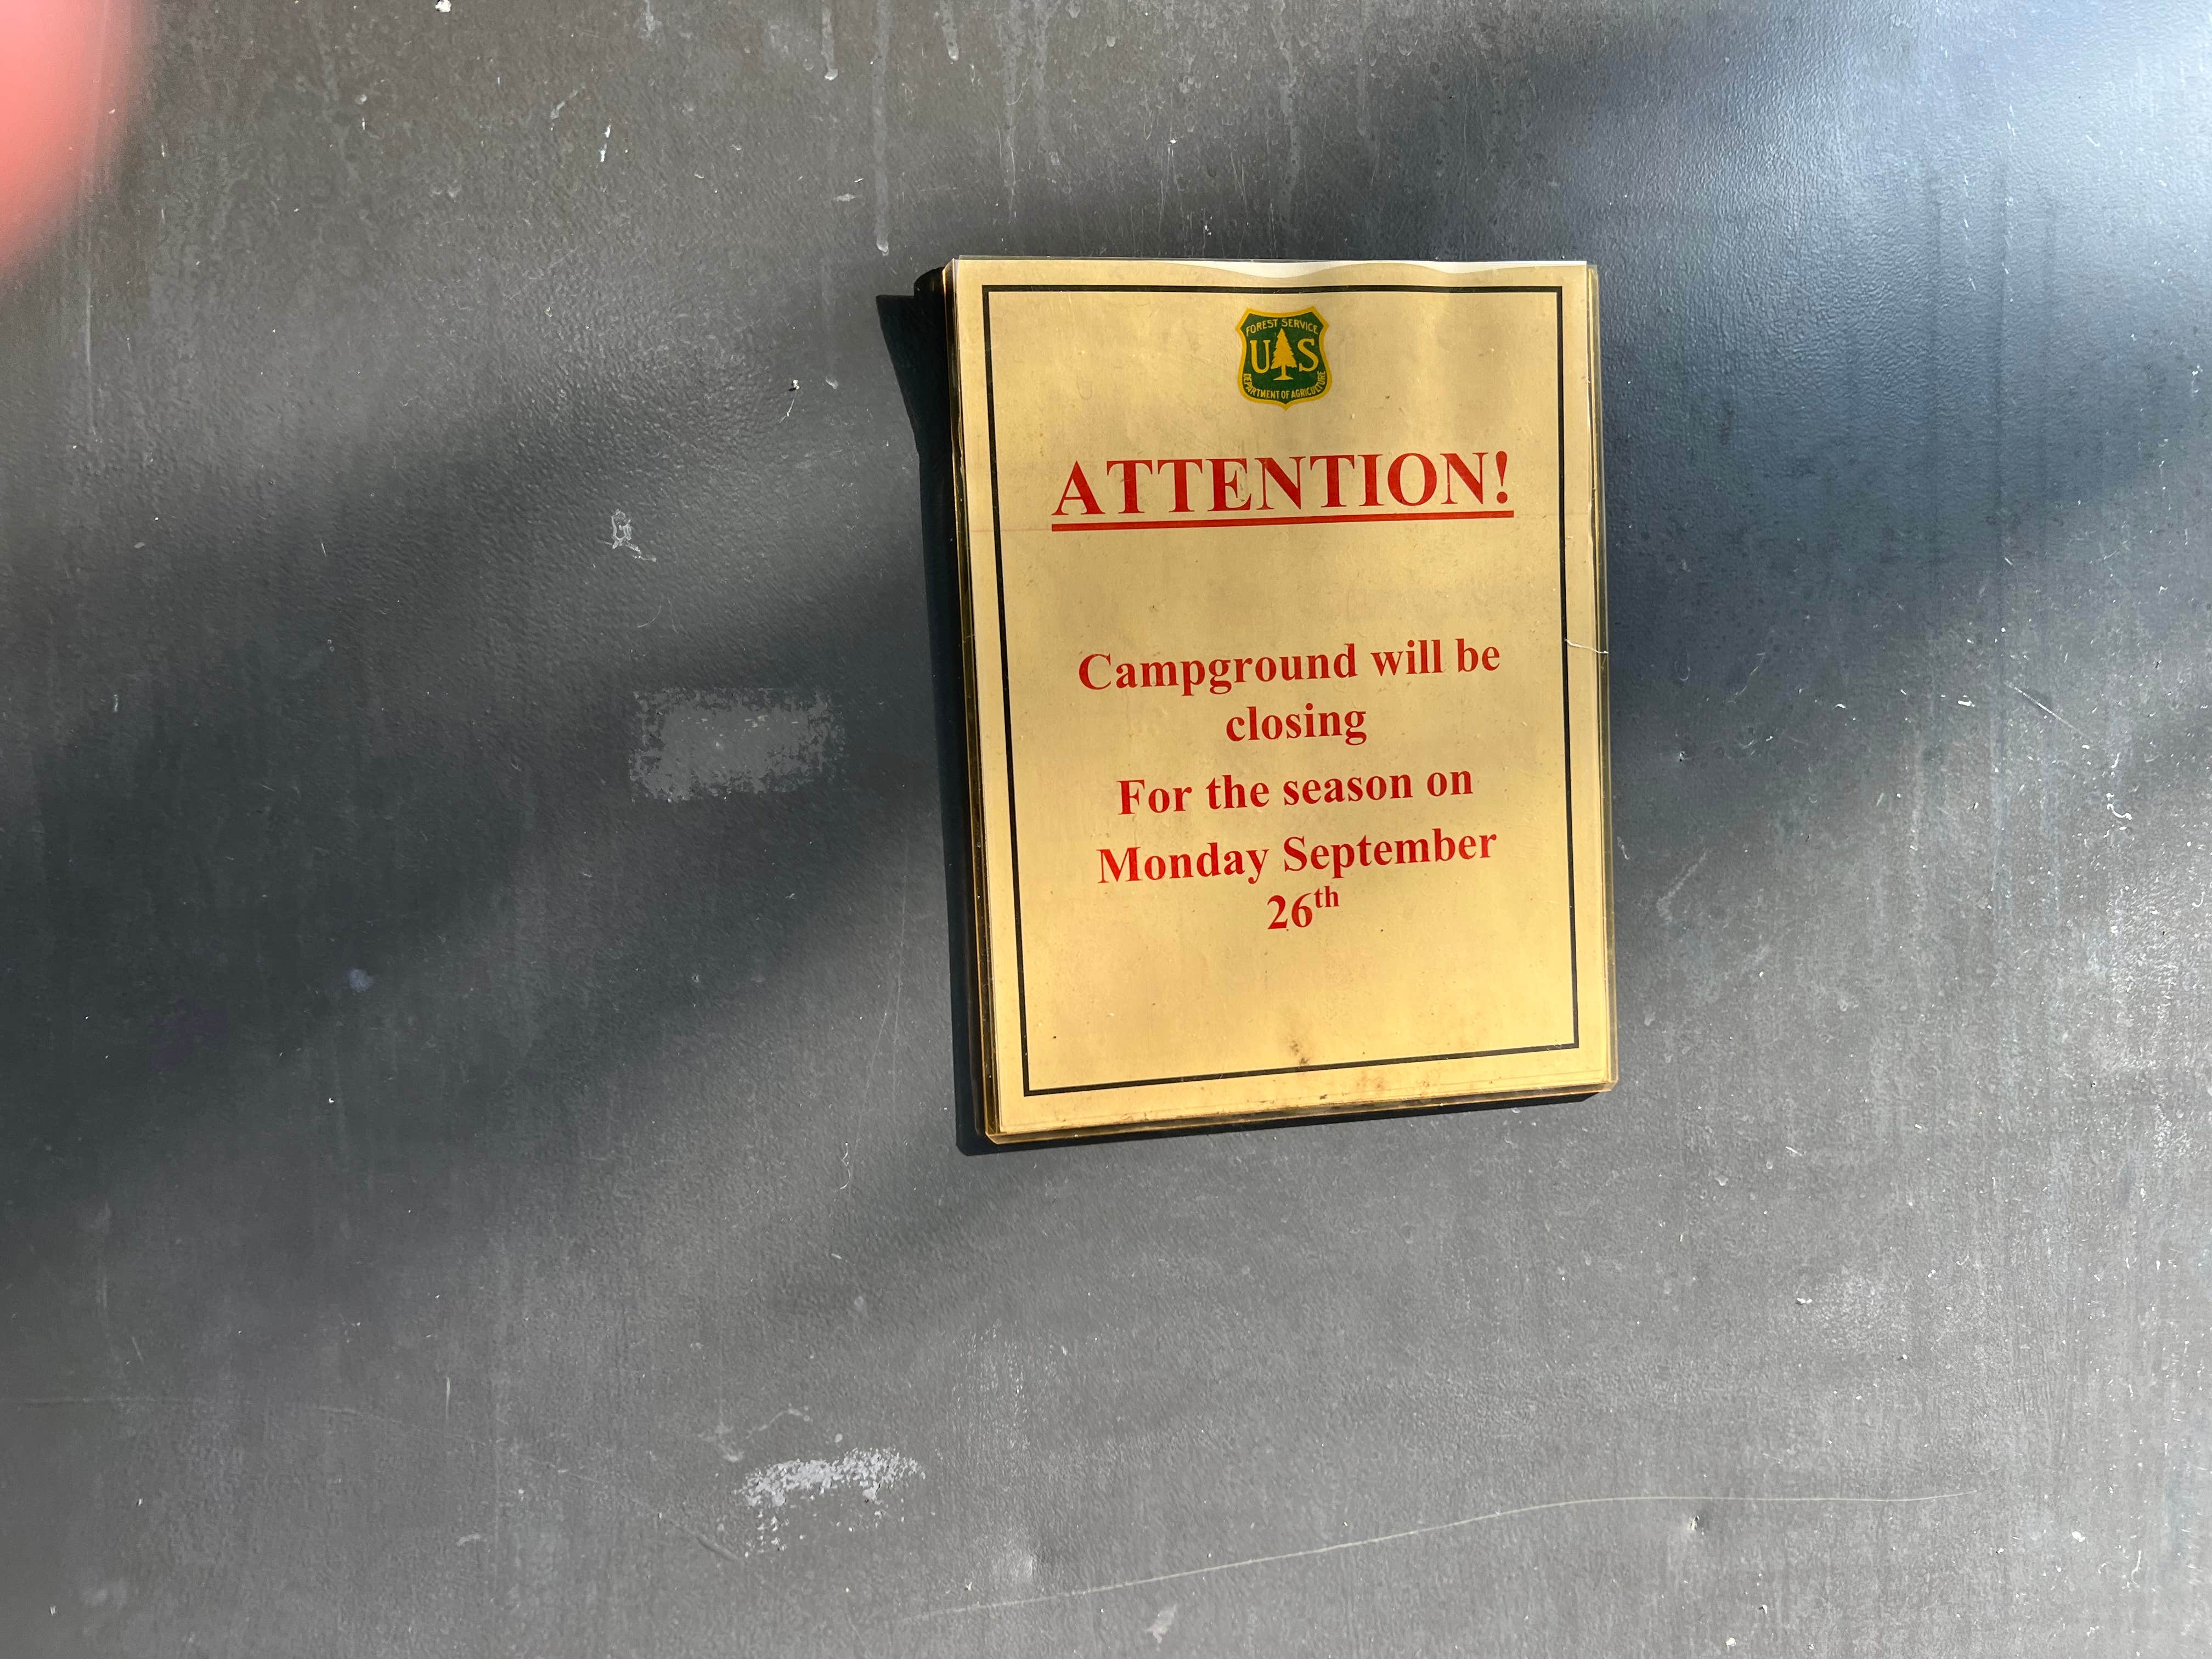 FOREST SERVICE
U S
DEPARTMENT OF AGRICULTURE
ATTENTION!
Campground will be
closing
For the season on
Monday September
26th